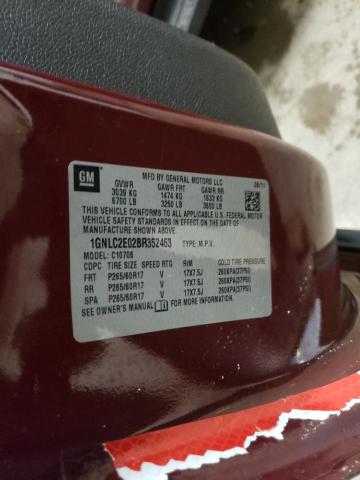 GM
MFD BY GENERAL MOTORS LLC 06/11
GVWR GAWR FRT GAWR RR
3039 KG 1474 KG 1633 KG
6700 LB 3250 LB 3600 LB
THIS VEHICLE CONFORMS TO ALL APPLICABLE U.S. FEDERAL MOTOR
VEHICLE SAFETY STANDARDS IN EFFECT ON THE DATE OF
MANUFACTURE SHOWN ABOVE.
1GNLC2E02BR352463 TYPE: M.P.V.
MODEL: C10706
CDPC TIRE SIZE SPEED RTG RIM COLD TIRE PRESSURE
FRT P265/60R17 V 17X7.5J 260KPA(37PSI)
RR P265/60R17 V 17X7.5J 260KPA(37PSI)
SPA P265/60R17 V 17X7.5J 260KPA(37PSI)
SEE OWNER'S MANUAL FOR MORE INFORMATION.